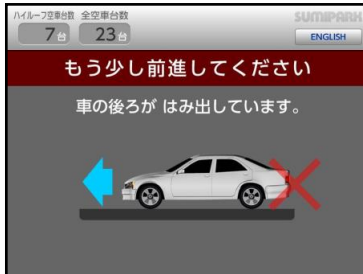 ハイルーフ空車台数 全空車台数
7台 23台
SUMIPARK
ENGLISH
もう少し前進してください
車の後ろが はみ出しています。